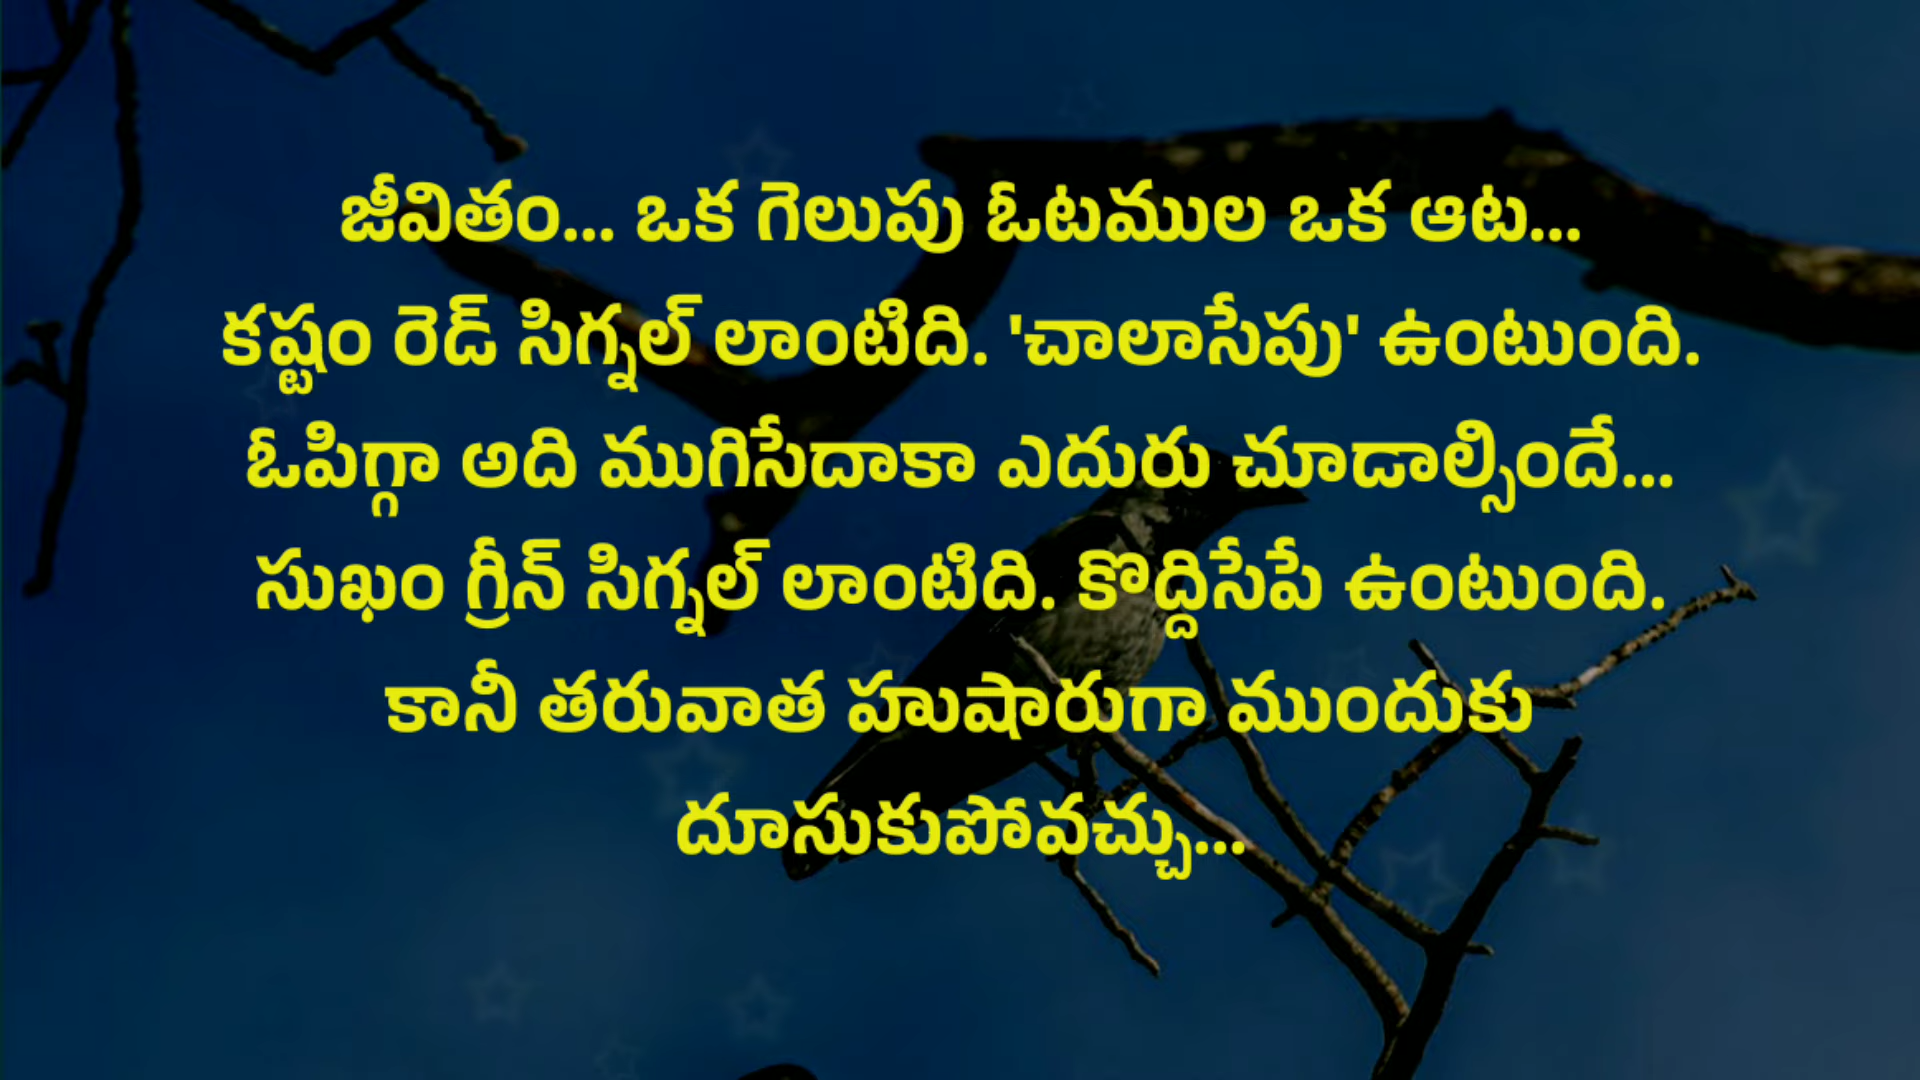 జీవితం... ఒక గెలుపు ఓటముల ఒక ఆట...
కష్టం రెడ్ సిగ్నల్ లాంటిది. 'చాలాసేపు' ఉంటుంది.
ఓపిగ్గా అది ముగిసేదాకా ఎదురు చూడాల్సిందే...
సుఖం గ్రీన్ సిగ్నల్ లాంటిది. కొద్దిసేపే ఉంటుంది.
కానీ తరువాత హుషారుగా ముందుకు
దూసుకుపోవచ్చు...